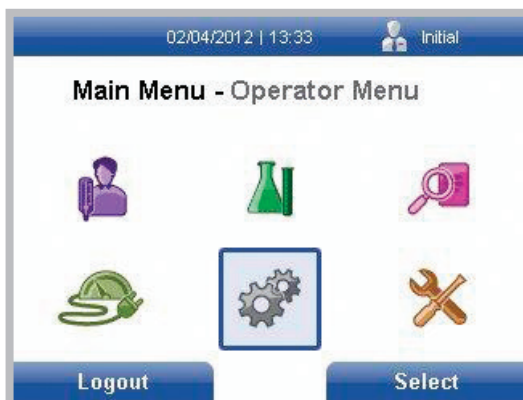 02/04/2012 | 13:33 Initial
Main Menu - Operator Menu
Logout Select